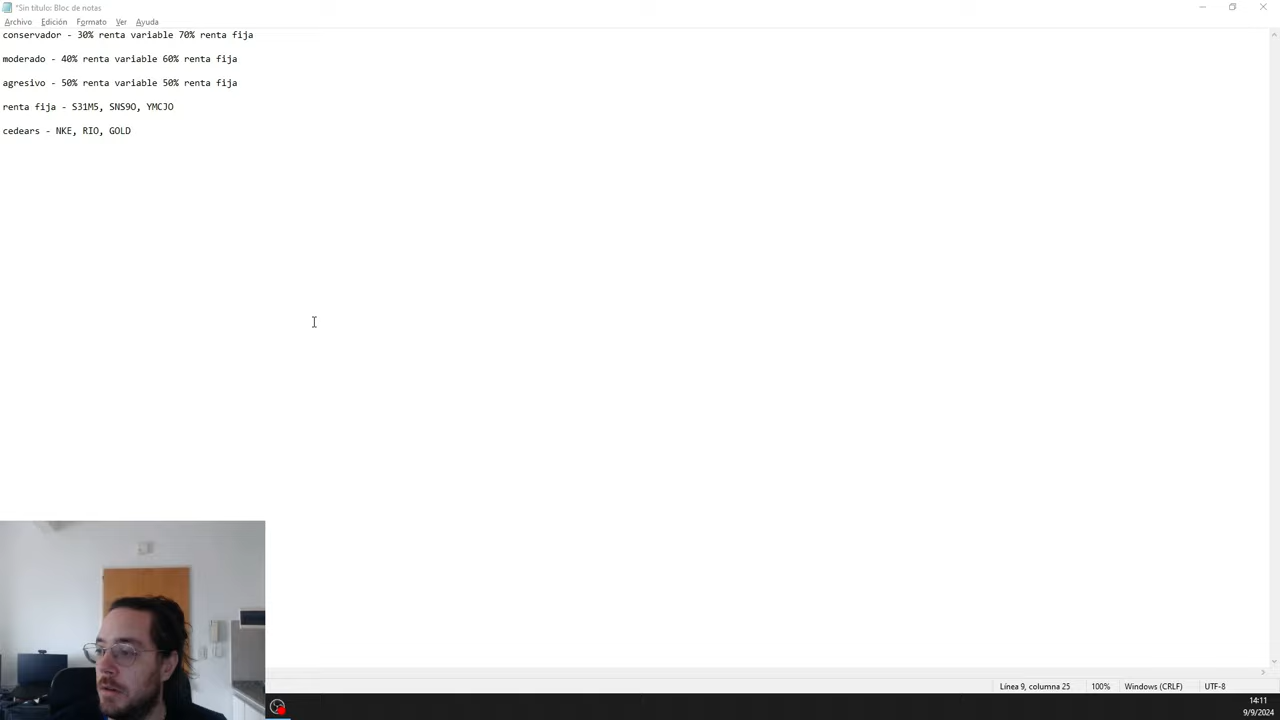 *Sin título: Bloc de notas
Archivo Edición Formato Ver Ayuda
conservador - 30% renta variable 70% renta fija
moderado - 40% renta variable 60% renta fija
agresivo - 50% renta variable 50% renta fija
renta fija - S31M5, SNS9O, YMCJO
cedears - NKE, RIO, GOLD
Línea 9, columna 25 100% Windows (CRLF) UTF-8
14:11
9/9/2024